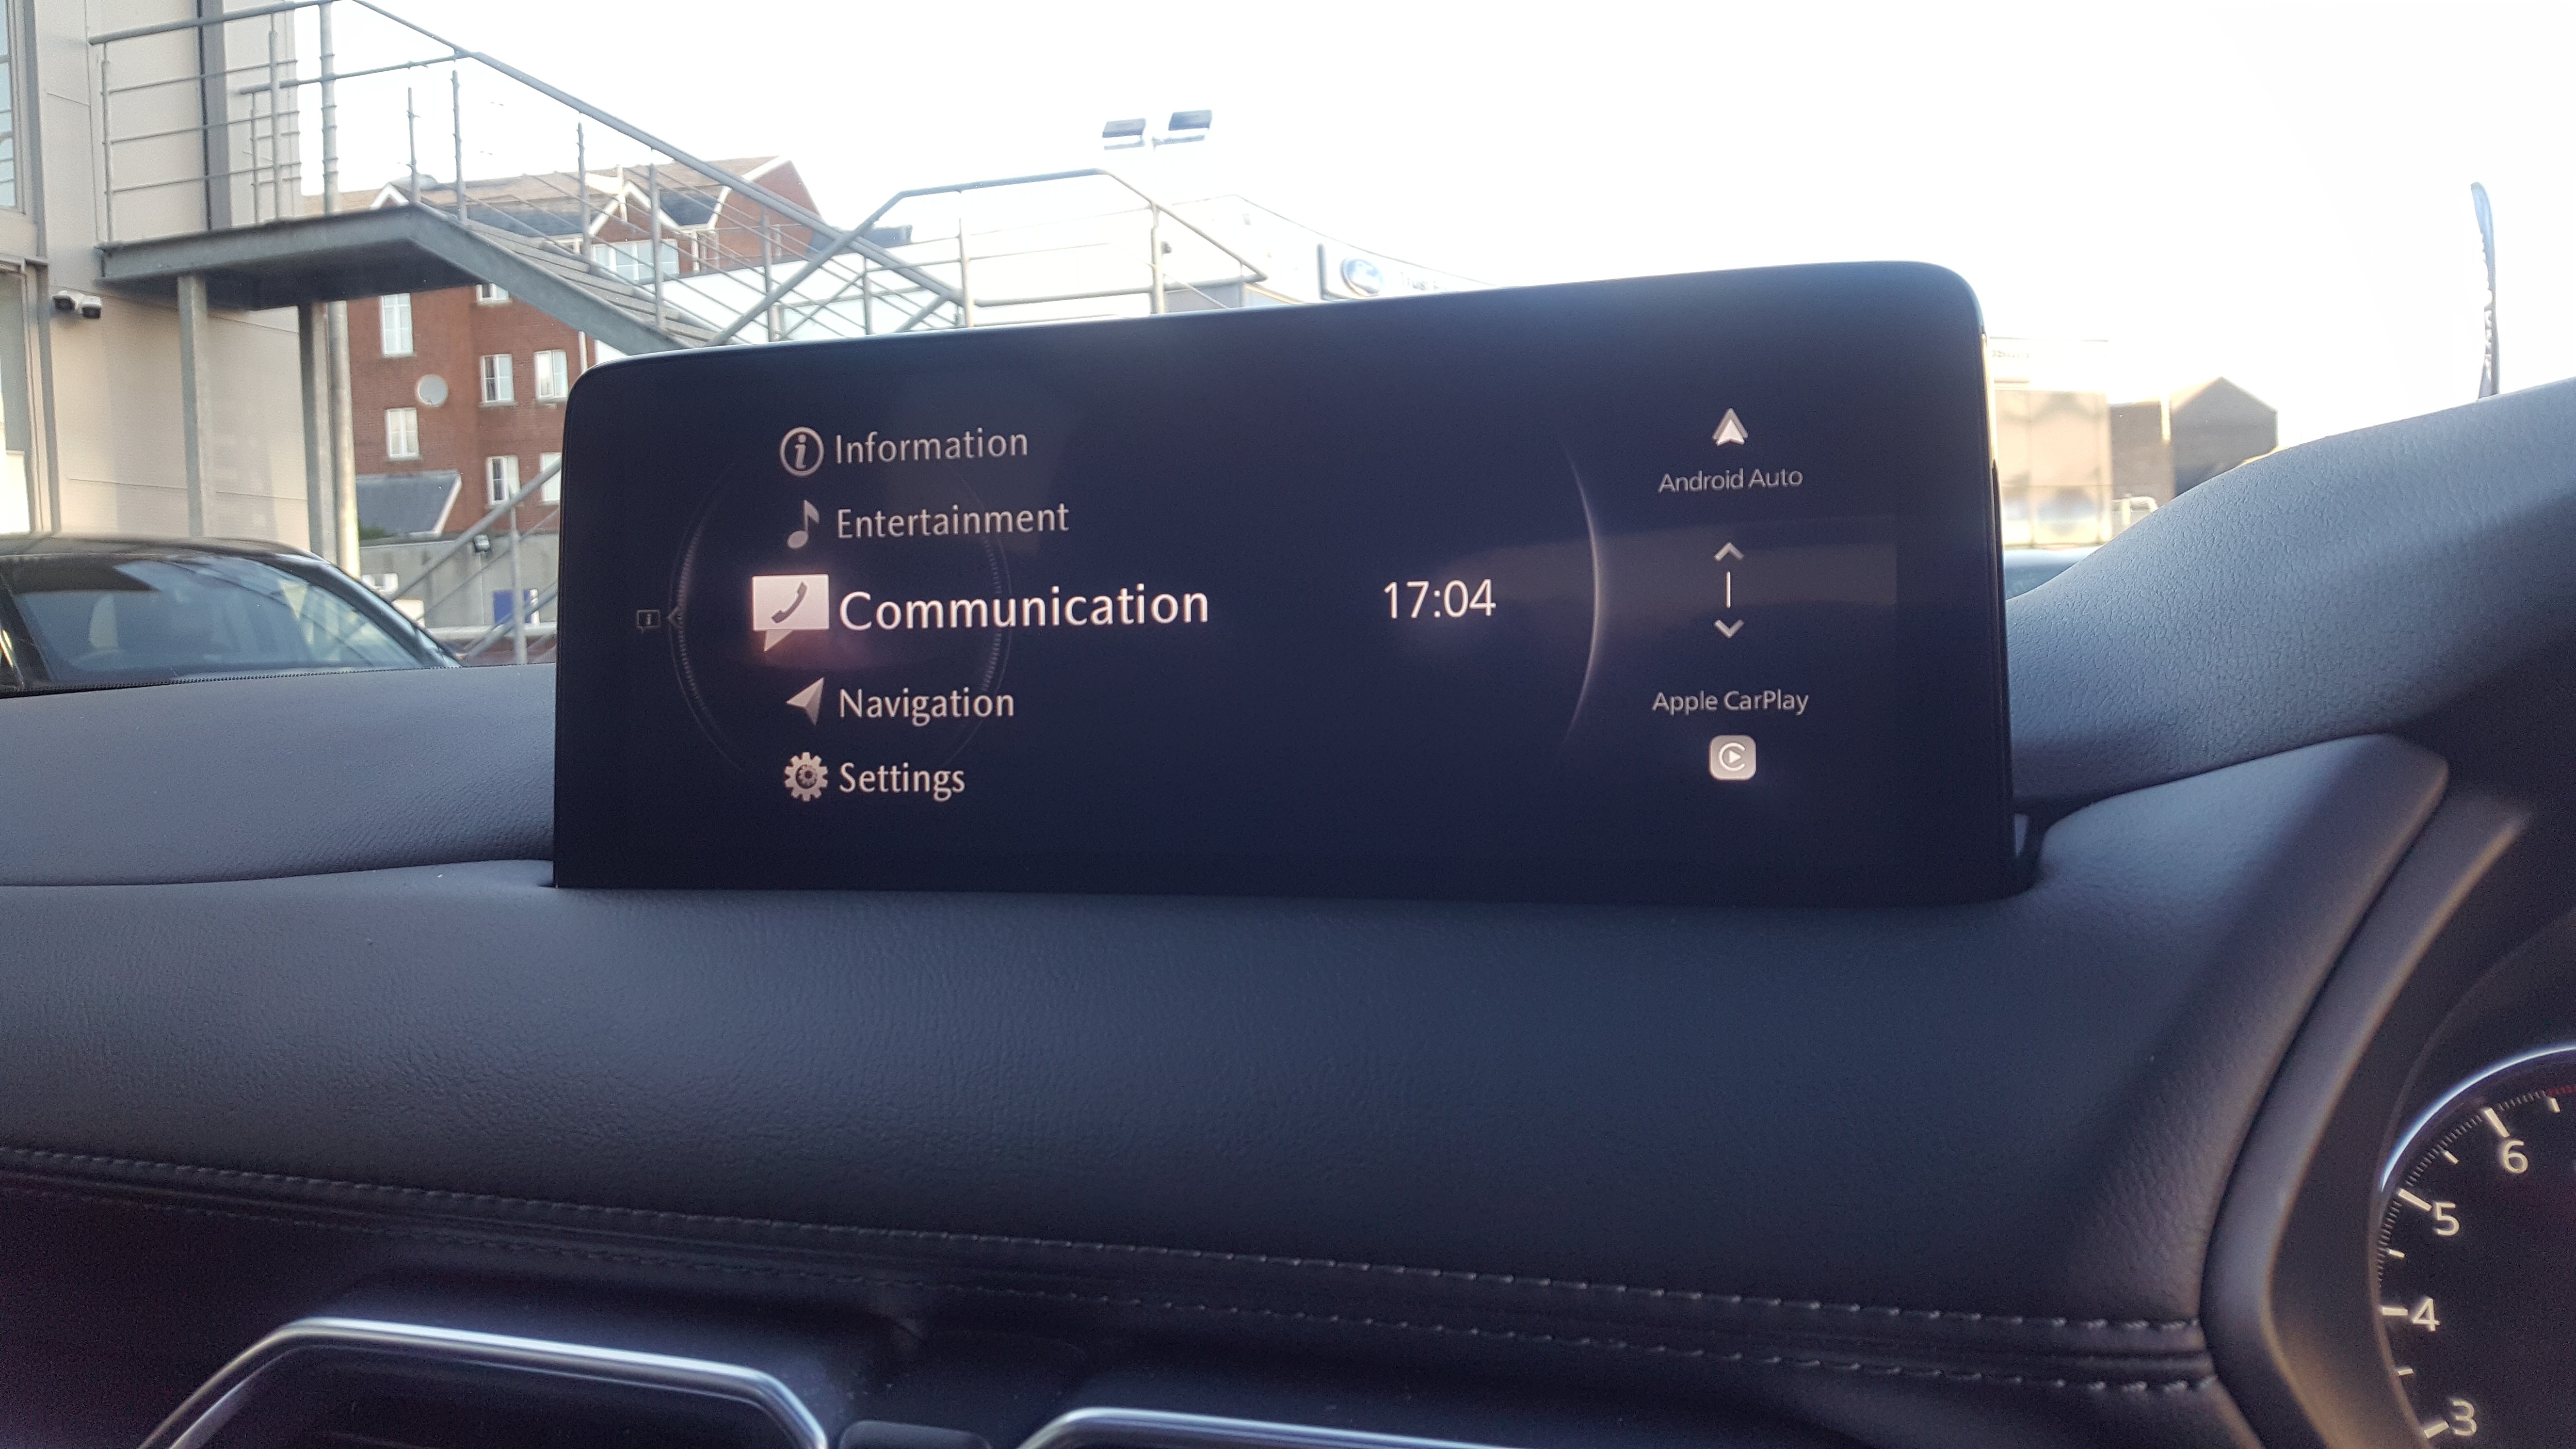 Information
Entertainment
Communication
Navigation
Settings
17:04
Android Auto
Apple CarPlay
6
5
4
3